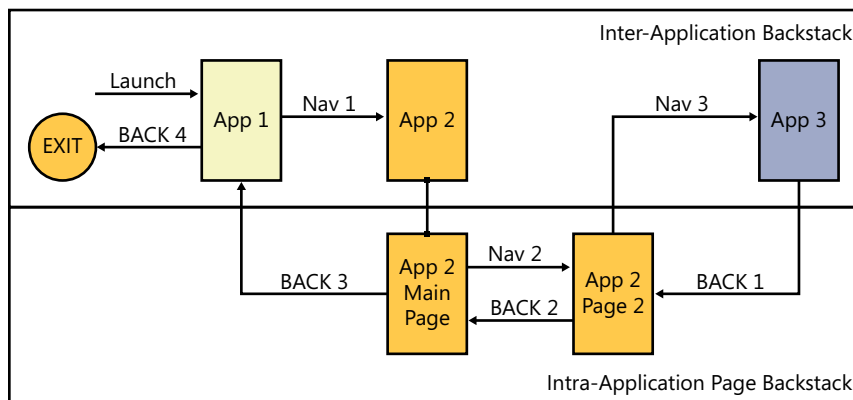 Inter-Application Backstack
Launch
App 1
Nav 1
App 2
Nav 3
App 3
EXIT
BACK 4
App 2
Main
Page
Nav 2
App 2
Page 2
BACK 3
BACK 2
BACK 1
Intra-Application Page Backstack